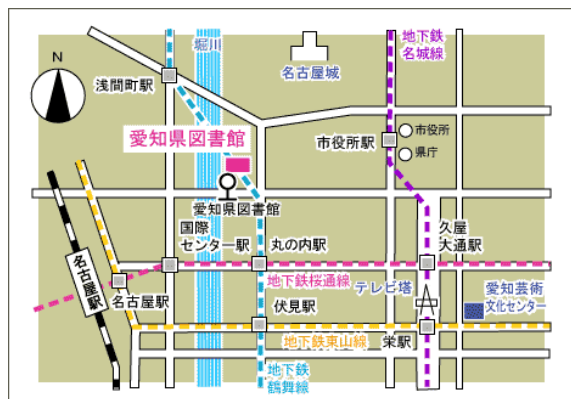 地下鉄
名城線
堀川
N
名古屋城
浅間町駅
市役所
愛知県図書館
市役所駅
県庁
愛知県図書館
国際
センター駅
丸の内駅
久屋
大通駅
名古屋駅
地下鉄桜通線
テレビ塔
愛知芸術
文化センター
名古屋駅
伏見駅
地下鉄東山線
栄駅
地下鉄
鶴舞線